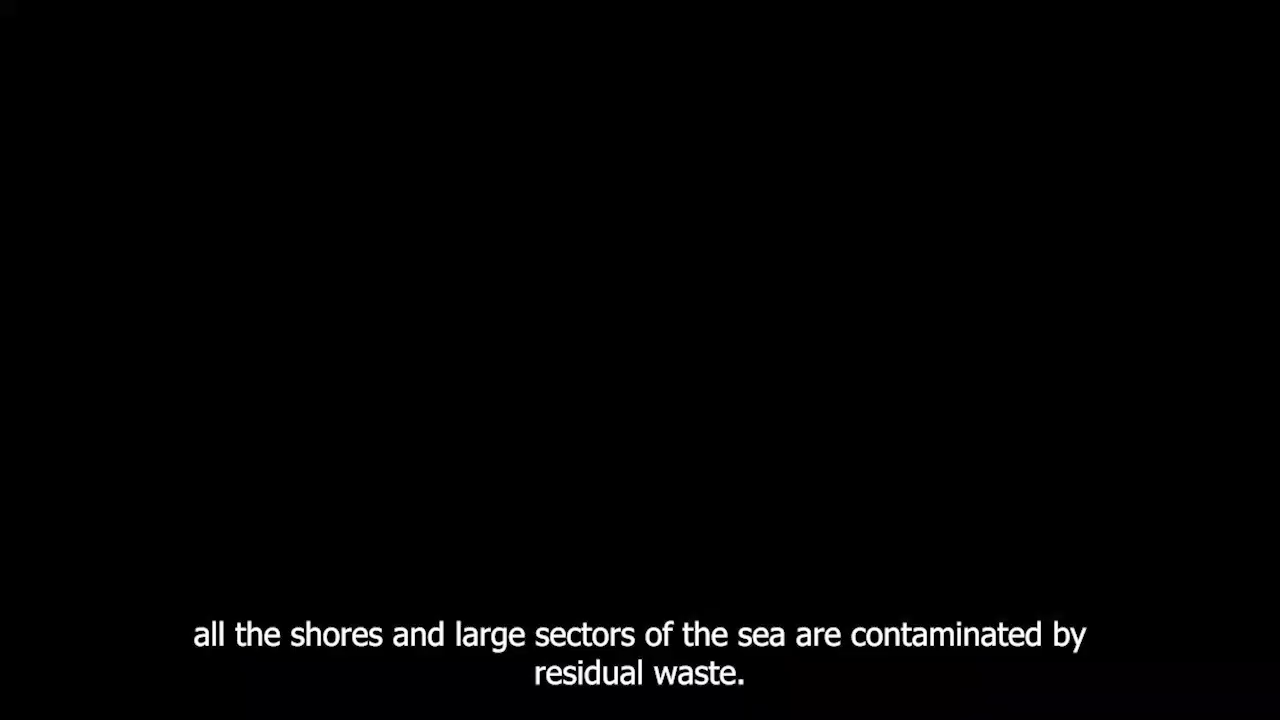 all the shores and large sectors of the sea are contaminated by
residual waste.